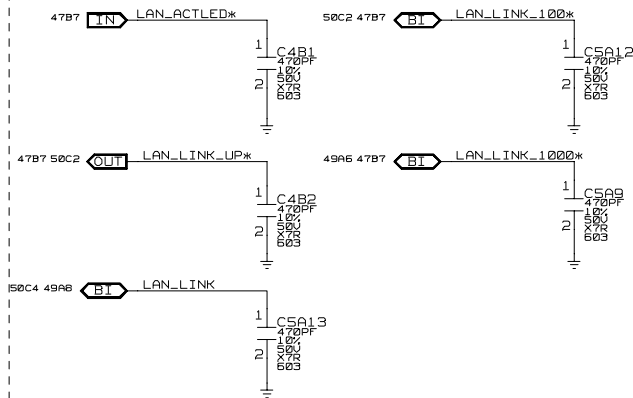 47B7 IN LAN_ACTLED*
1
C4B1
470PF
10%
50V
X7R
603
2
50C2 47B7 BI LAN_LINK_100*
1
C5A12
470PF
10%
50V
X7R
603
2
47B7 50C2 OUT LAN_LINK_UP*
1
C4B2
470PF
10%
50V
X7R
603
2
49A6 47B7 BI LAN_LINK_1000*
1
C5A9
470PF
10%
50V
X7R
603
2
50C4 49A8 BI LAN_LINK
1
C5A13
470PF
10%
50V
X7R
603
2